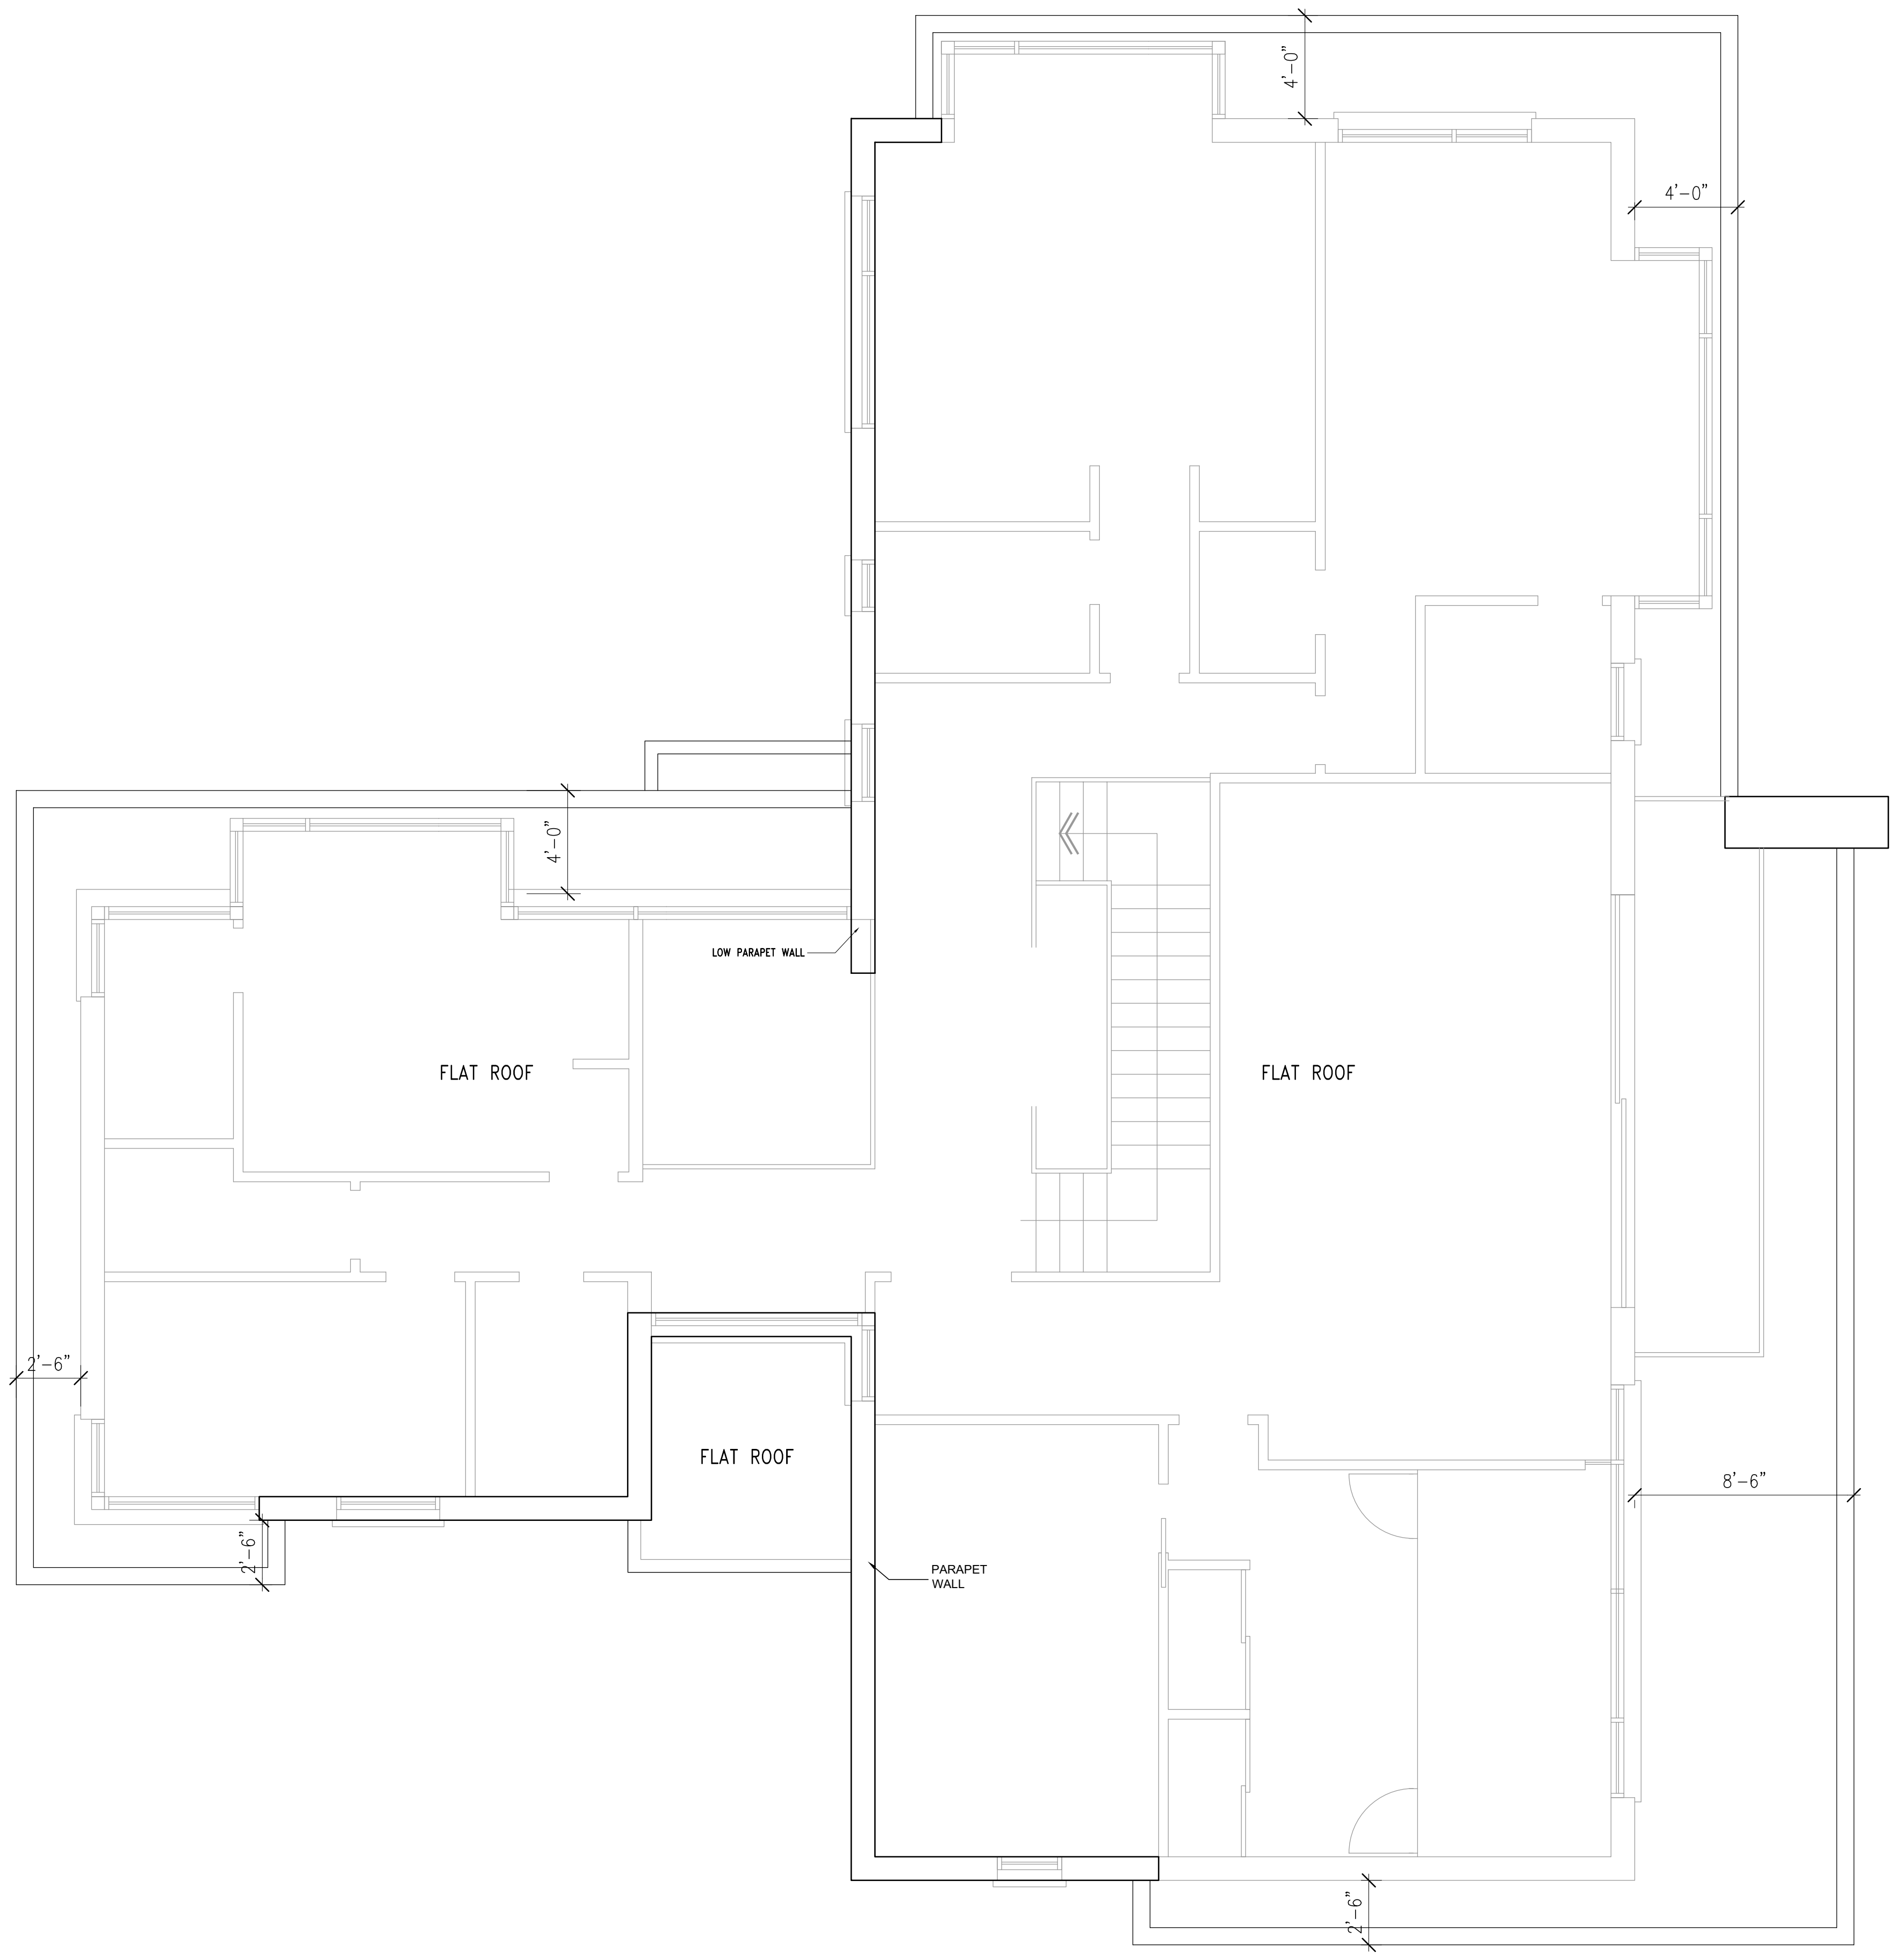 4'-0"
4'-0"
4'-0"
LOW PARAPET WALL
FLAT ROOF
FLAT ROOF
2'-6"
FLAT ROOF
8'-6"
2'-6"
PARAPET
WALL
2'-6"